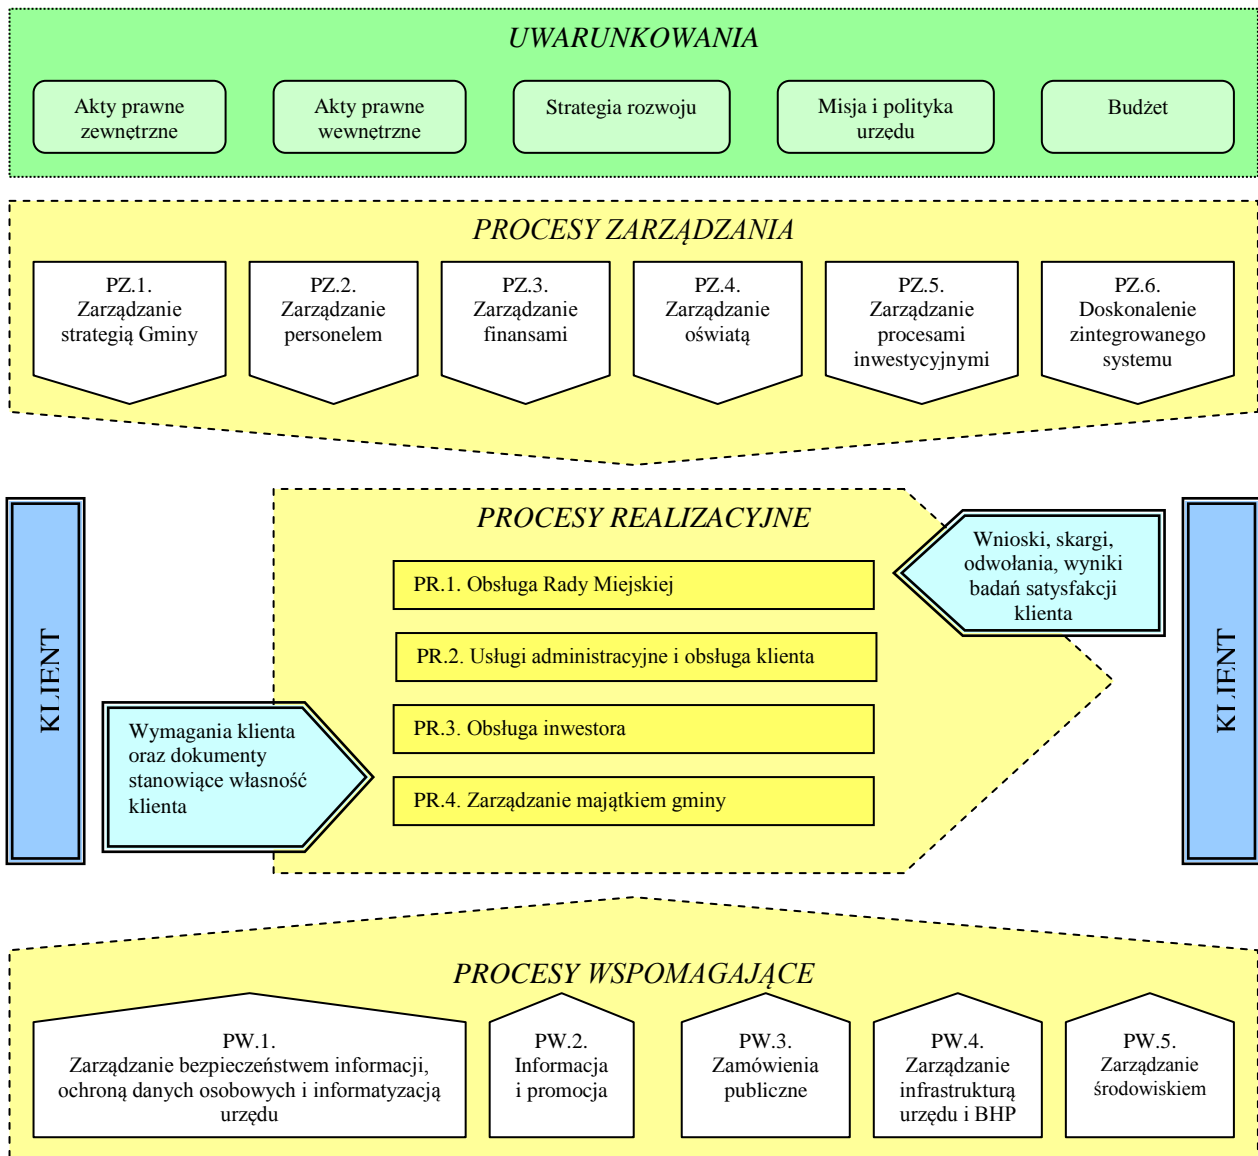 UWARUNKOWANIA
Akty prawne
zewnętrzne
Akty prawne
wewnętrzne
Strategia rozwoju
Misja i polityka
urzędu
Budżet
PROCESY ZARZĄDZANIA
PZ.1.
Zarządzanie
strategią Gminy
PZ.2.
Zarządzanie
personelem
PZ.3.
Zarządzanie
finansami
PZ.4.
Zarządzanie
oświatą
PZ.5.
Zarządzanie
procesami
inwestycyjnymi
PZ.6.
Doskonalenie
zintegrowanego
systemu
KLIENT
PROCESY REALIZACYJNE
Wnioski, skargi,
odwołania, wyniki
badań satysfakcji
klienta
PR.1. Obsługa Rady Miejskiej
PR.2. Usługi administracyjne i obsługa klienta
PR.3. Obsługa inwestora
PR.4. Zarządzanie majątkiem gminy
Wymagania klienta
oraz dokumenty
stanowiące własność
klienta
KLIENT
PROCESY WSPOMAGAJĄCE
PW.1.
Zarządzanie bezpieczeństwem informacji,
ochroną danych osobowych i informatyzacją
urzędu
PW.2.
Informacja
i promocja
PW.3.
Zamówienia
publiczne
PW.4.
Zarządzanie
infrastrukturą
urzędu i BHP
PW.5.
Zarządzanie
środowiskiem